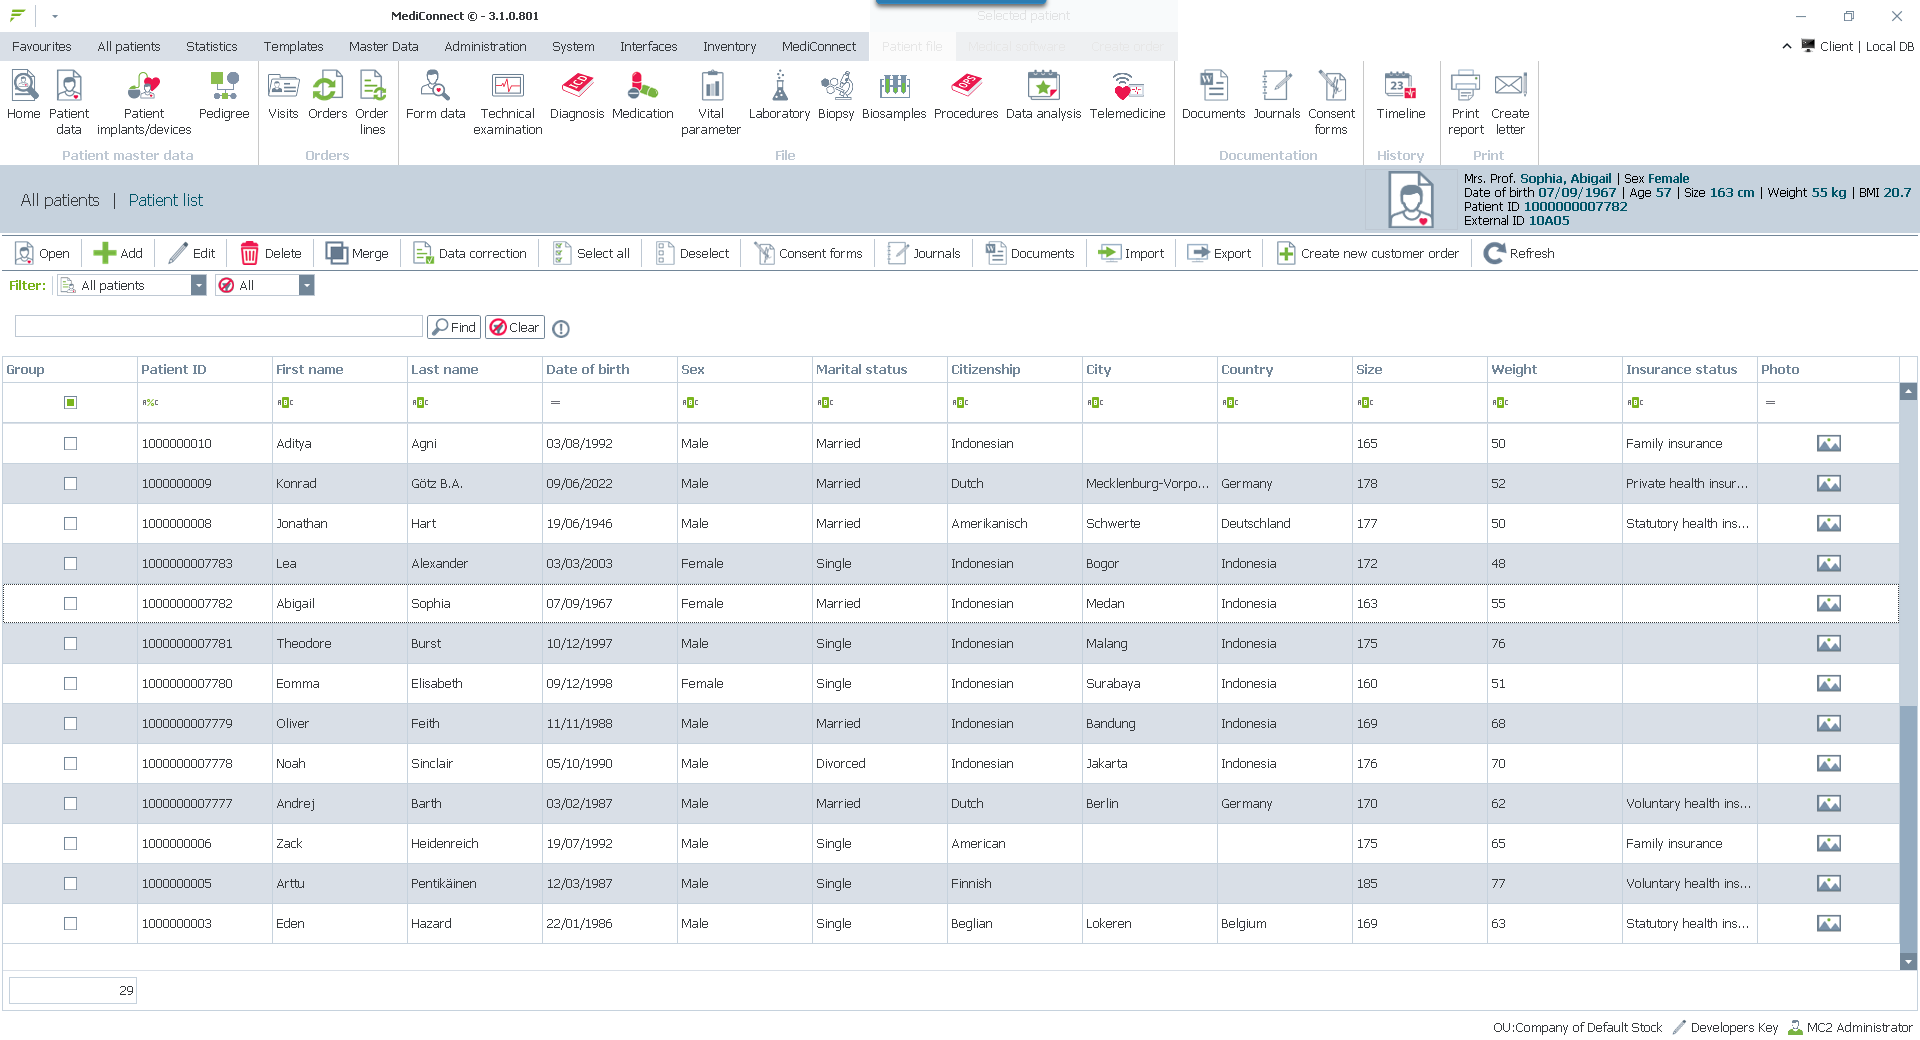 MediConnect © - 3.1.0.801
Selected patient
Favourites All patients Statistics Templates Master Data Administration System Interfaces Inventory MediConnect Patient file Medical software Create order Client | Local DB
Home Patient data Patient implants/devices Pedigree Visits Orders Order lines Form data Technical examination Diagnosis Medication Vital parameter Laboratory Biopsy Biosamples Procedures Data analysis Telemedicine Documents Journals Consent forms Timeline Print report Create letter
Patient master data Orders File Documentation History Print
All patients | Patient list
Mrs. Prof. Sophia, Abigail | Sex Female
Date of birth 07/09/1967 | Age 57 | Size 163 cm | Weight 55 kg | BMI 20.7
Patient ID 1000000007782
External ID 10A05
Open Add Edit Delete Merge Data correction Select all Deselect Consent forms Journals Documents Import Export Create new customer order Refresh
Filter: All patients All
Find Clear
Group Patient ID First name Last name Date of birth Sex Marital status Citizenship City Country Size Weight Insurance status Photo
1000000010 Aditya Agni 03/08/1992 Male Married Indonesian 165 50 Family insurance
1000000009 Konrad Götz B.A. 09/06/2022 Male Married Dutch Mecklenburg-Vorpo... Germany 178 52 Private health insur...
1000000008 Jonathan Hart 19/06/1946 Male Married Amerikanisch Schwerte Deutschland 177 50 Statutory health ins...
1000000007783 Lea Alexander 03/03/2003 Female Single Indonesian Bogor Indonesia 172 48
1000000007782 Abigail Sophia 07/09/1967 Female Married Indonesian Medan Indonesia 163 55
1000000007781 Theodore Burst 10/12/1997 Male Single Indonesian Malang Indonesia 175 76
1000000007780 Eomma Elisabeth 09/12/1998 Female Single Indonesian Surabaya Indonesia 160 51
1000000007779 Oliver Feith 11/11/1988 Male Married Indonesian Bandung Indonesia 169 68
1000000007778 Noah Sinclair 05/10/1990 Male Divorced Indonesian Jakarta Indonesia 176 70
1000000007777 Andrej Barth 03/02/1987 Male Married Dutch Berlin Germany 170 62 Voluntary health ins...
1000000006 Zack Heidenreich 19/07/1992 Male Single American 175 65 Family insurance
1000000005 Arttu Pentikäinen 12/03/1987 Male Single Finnish 185 77 Voluntary health ins...
1000000003 Eden Hazard 22/01/1986 Male Single Beglian Lokeren Belgium 169 63 Statutory health ins...
29
OU:Company of Default Stock Developers Key MC2 Administrator